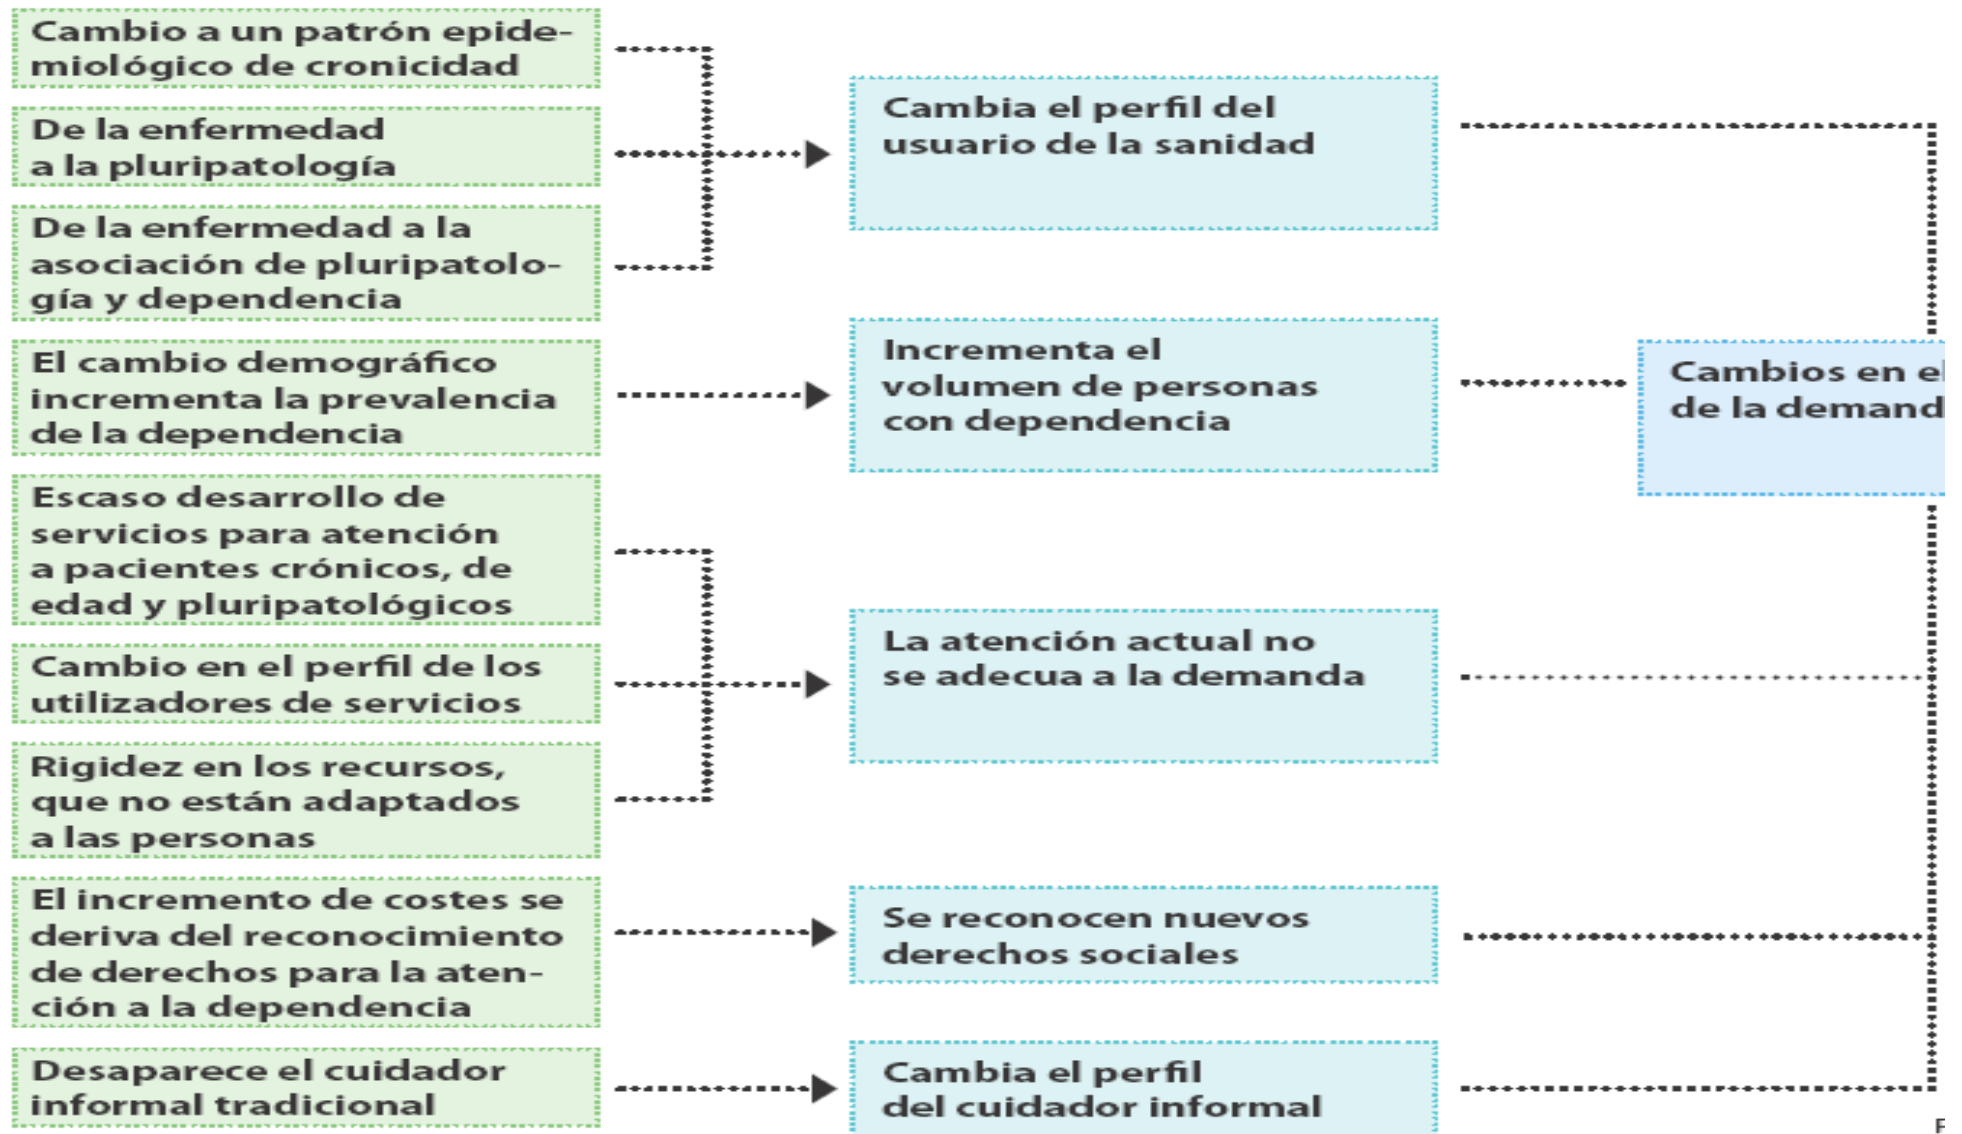 Cambio a un patrón epide-
miológico de cronicidad
De la enfermedad
a la pluripatología
De la enfermedad a la
asociación de pluripatolo-
gía y dependencia
El cambio demográfico
incrementa la prevalencia
de la dependencia
Escaso desarrollo de
servicios para atención
a pacientes crónicos, de
edad y pluripatológicos
Cambio en el perfil de los
utilizadores de servicios
Rigidez en los recursos,
que no están adaptados
a las personas
El incremento de costes se
deriva del reconocimiento
de derechos para la aten-
ción a la dependencia
Desaparece el cuidador
informal tradicional
Cambia el perfil del
usuario de la sanidad
Incrementa el
volumen de personas
con dependencia
La atención actual no
se adecua a la demanda
Se reconocen nuevos
derechos sociales
Cambia el perfil
del cuidador informal
Cambios en el
de la demand